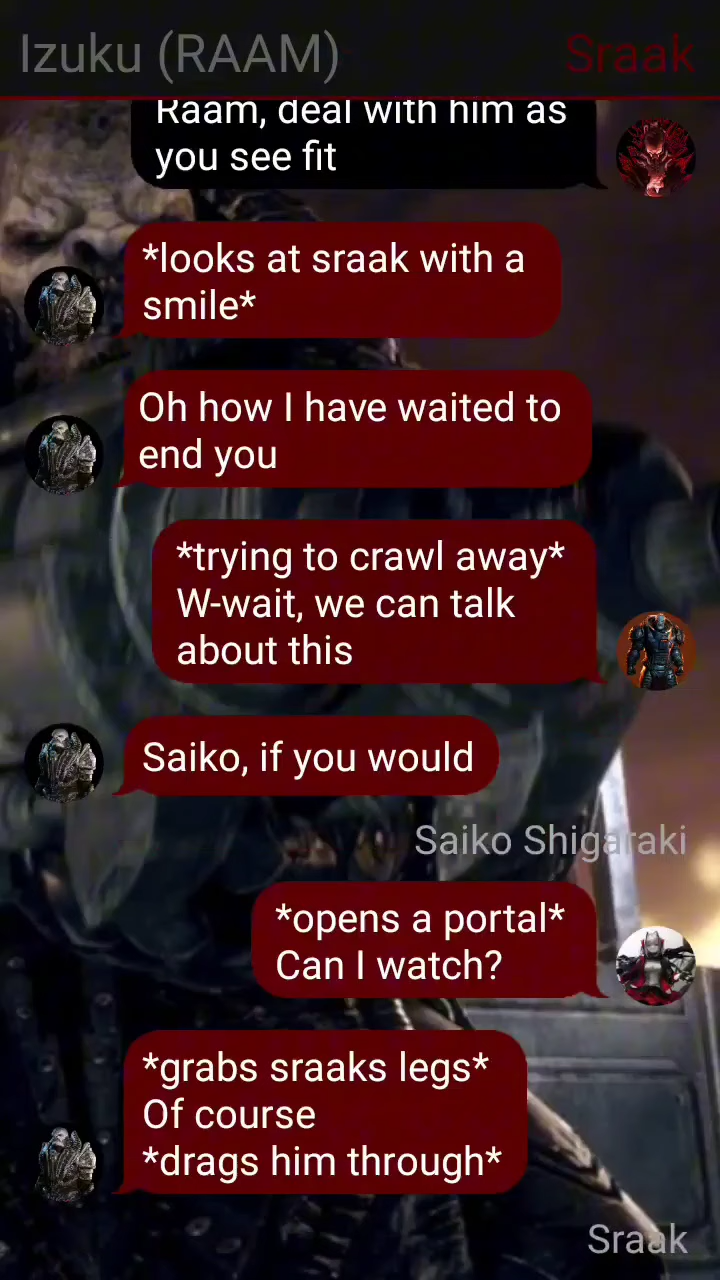 Izuku (RAAM)
Sraak
Raam, deal with him as
you see fit
*looks at sraak with a
smile*
Oh how I have waited to
end you
*trying to crawl away*
W-wait, we can talk
about this
Saiko, if you would
Saiko Shigaraki
*opens a portal*
Can I watch?
*grabs sraaks legs*
Of course
*drags him through*
Sraak